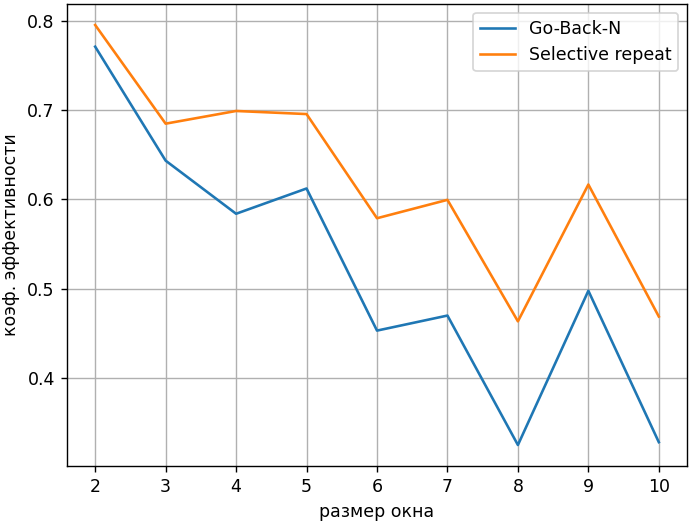 Go-Back-N
Selective repeat
коэф. эффективности
0.8
0.7
0.6
0.5
0.4
2 3 4 5 6 7 8 9 10
размер окна